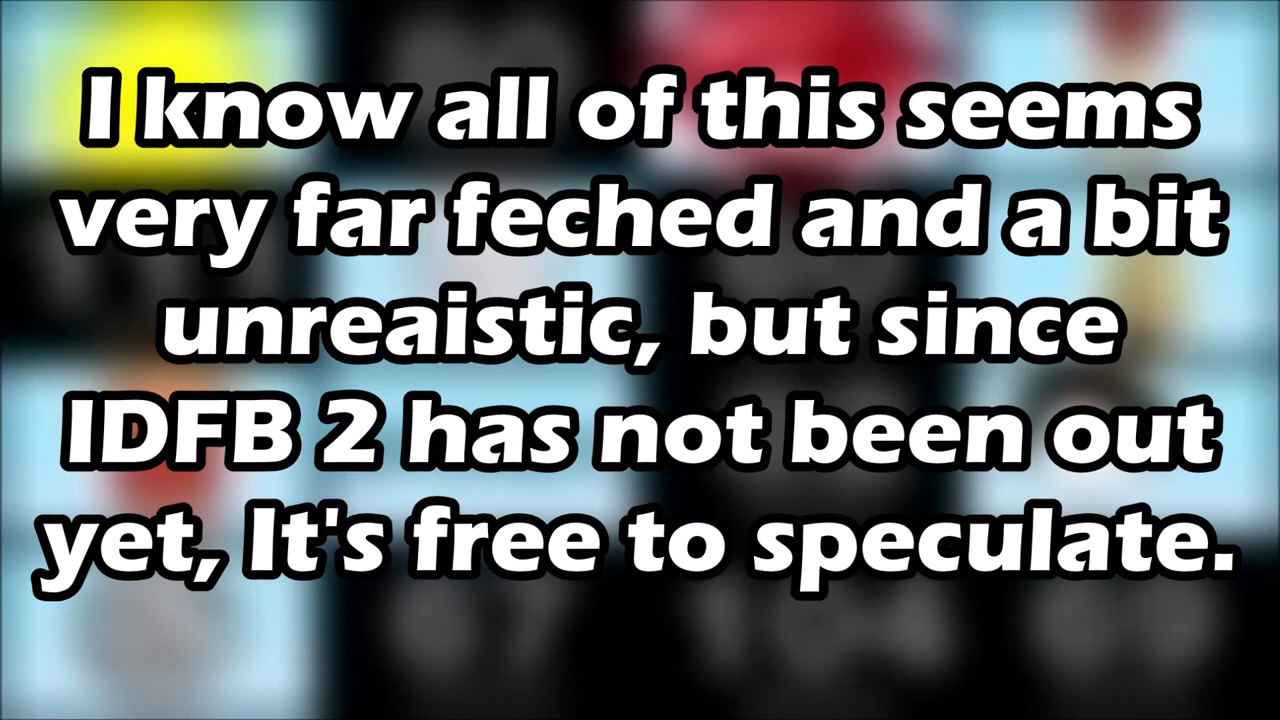 I know all of this seems
very far feched and a bit
unreaistic, but since
IDFB 2 has not been out
yet, It's free to speculate.